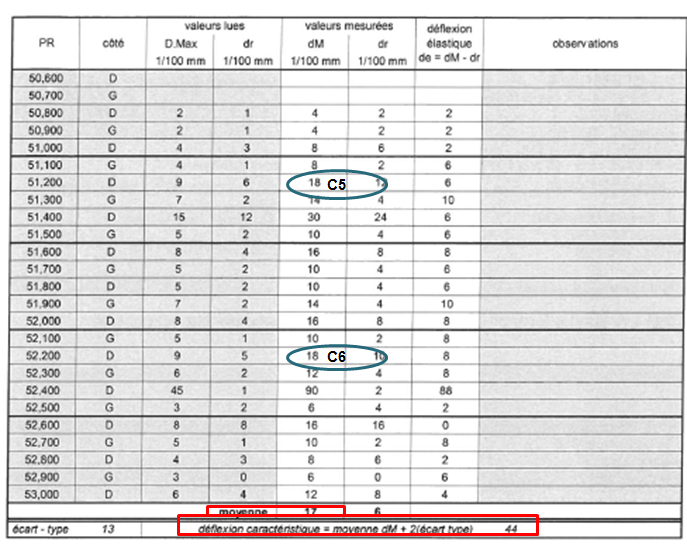 valeurs lues valeurs mesurées déflexion
PR côté D.Max dr dM dr élastique observations
1/100 mm 1/100 mm 1/100 mm 1/100 mm de = dM - dr
50,600 D
50,700 G
50,800 D 2 1 4 2 2
50,900 G 2 1 4 2 2
51,000 D 4 3 8 6 2
51,100 G 4 1 8 2 6
51,200 D 9 6 18 C5 12 6
51,300 G 7 2 14 4 10
51,400 D 15 12 30 24 6
51,500 G 5 2 10 4 6
51,600 D 8 4 16 8 8
51,700 G 5 2 10 4 6
51,800 D 5 2 10 4 6
51,900 G 7 2 14 4 10
52,000 D 8 4 16 8 8
52,100 G 5 1 10 2 8
52.200 D 9 5 18 C6 10 8
52,300 G 6 2 12 4 8
52,400 D 45 1 90 2 88
52,500 G 3 2 6 4 2
52,600 D 8 8 16 16 0
52,700 G 5 1 10 2 8
52,800 D 4 3 8 6 2
52,900 G 3 0 6 0 6
53,000 D 6 4 12 8 4
moyenne 17 6
écart - type 13 déflexion caractéristique = moyenne dM + 2(écart type) 44